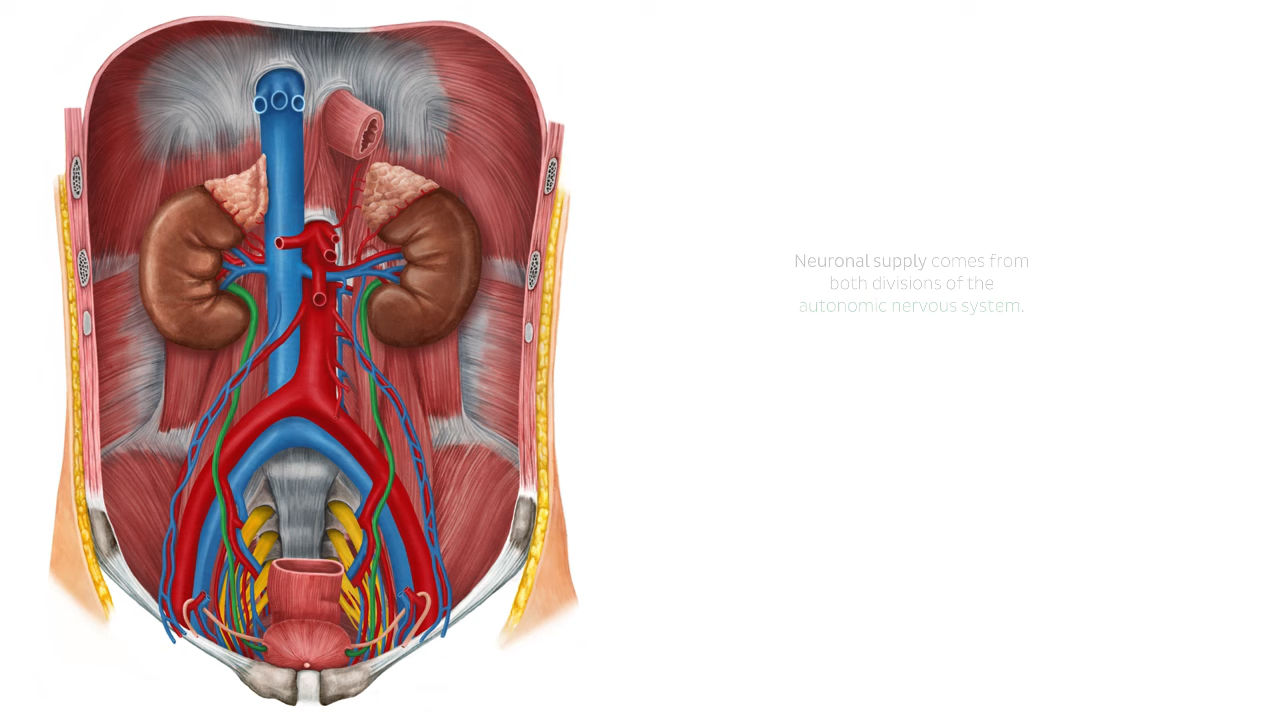 Neuronal supply comes from
both divisions of the
autonomic nervous system.